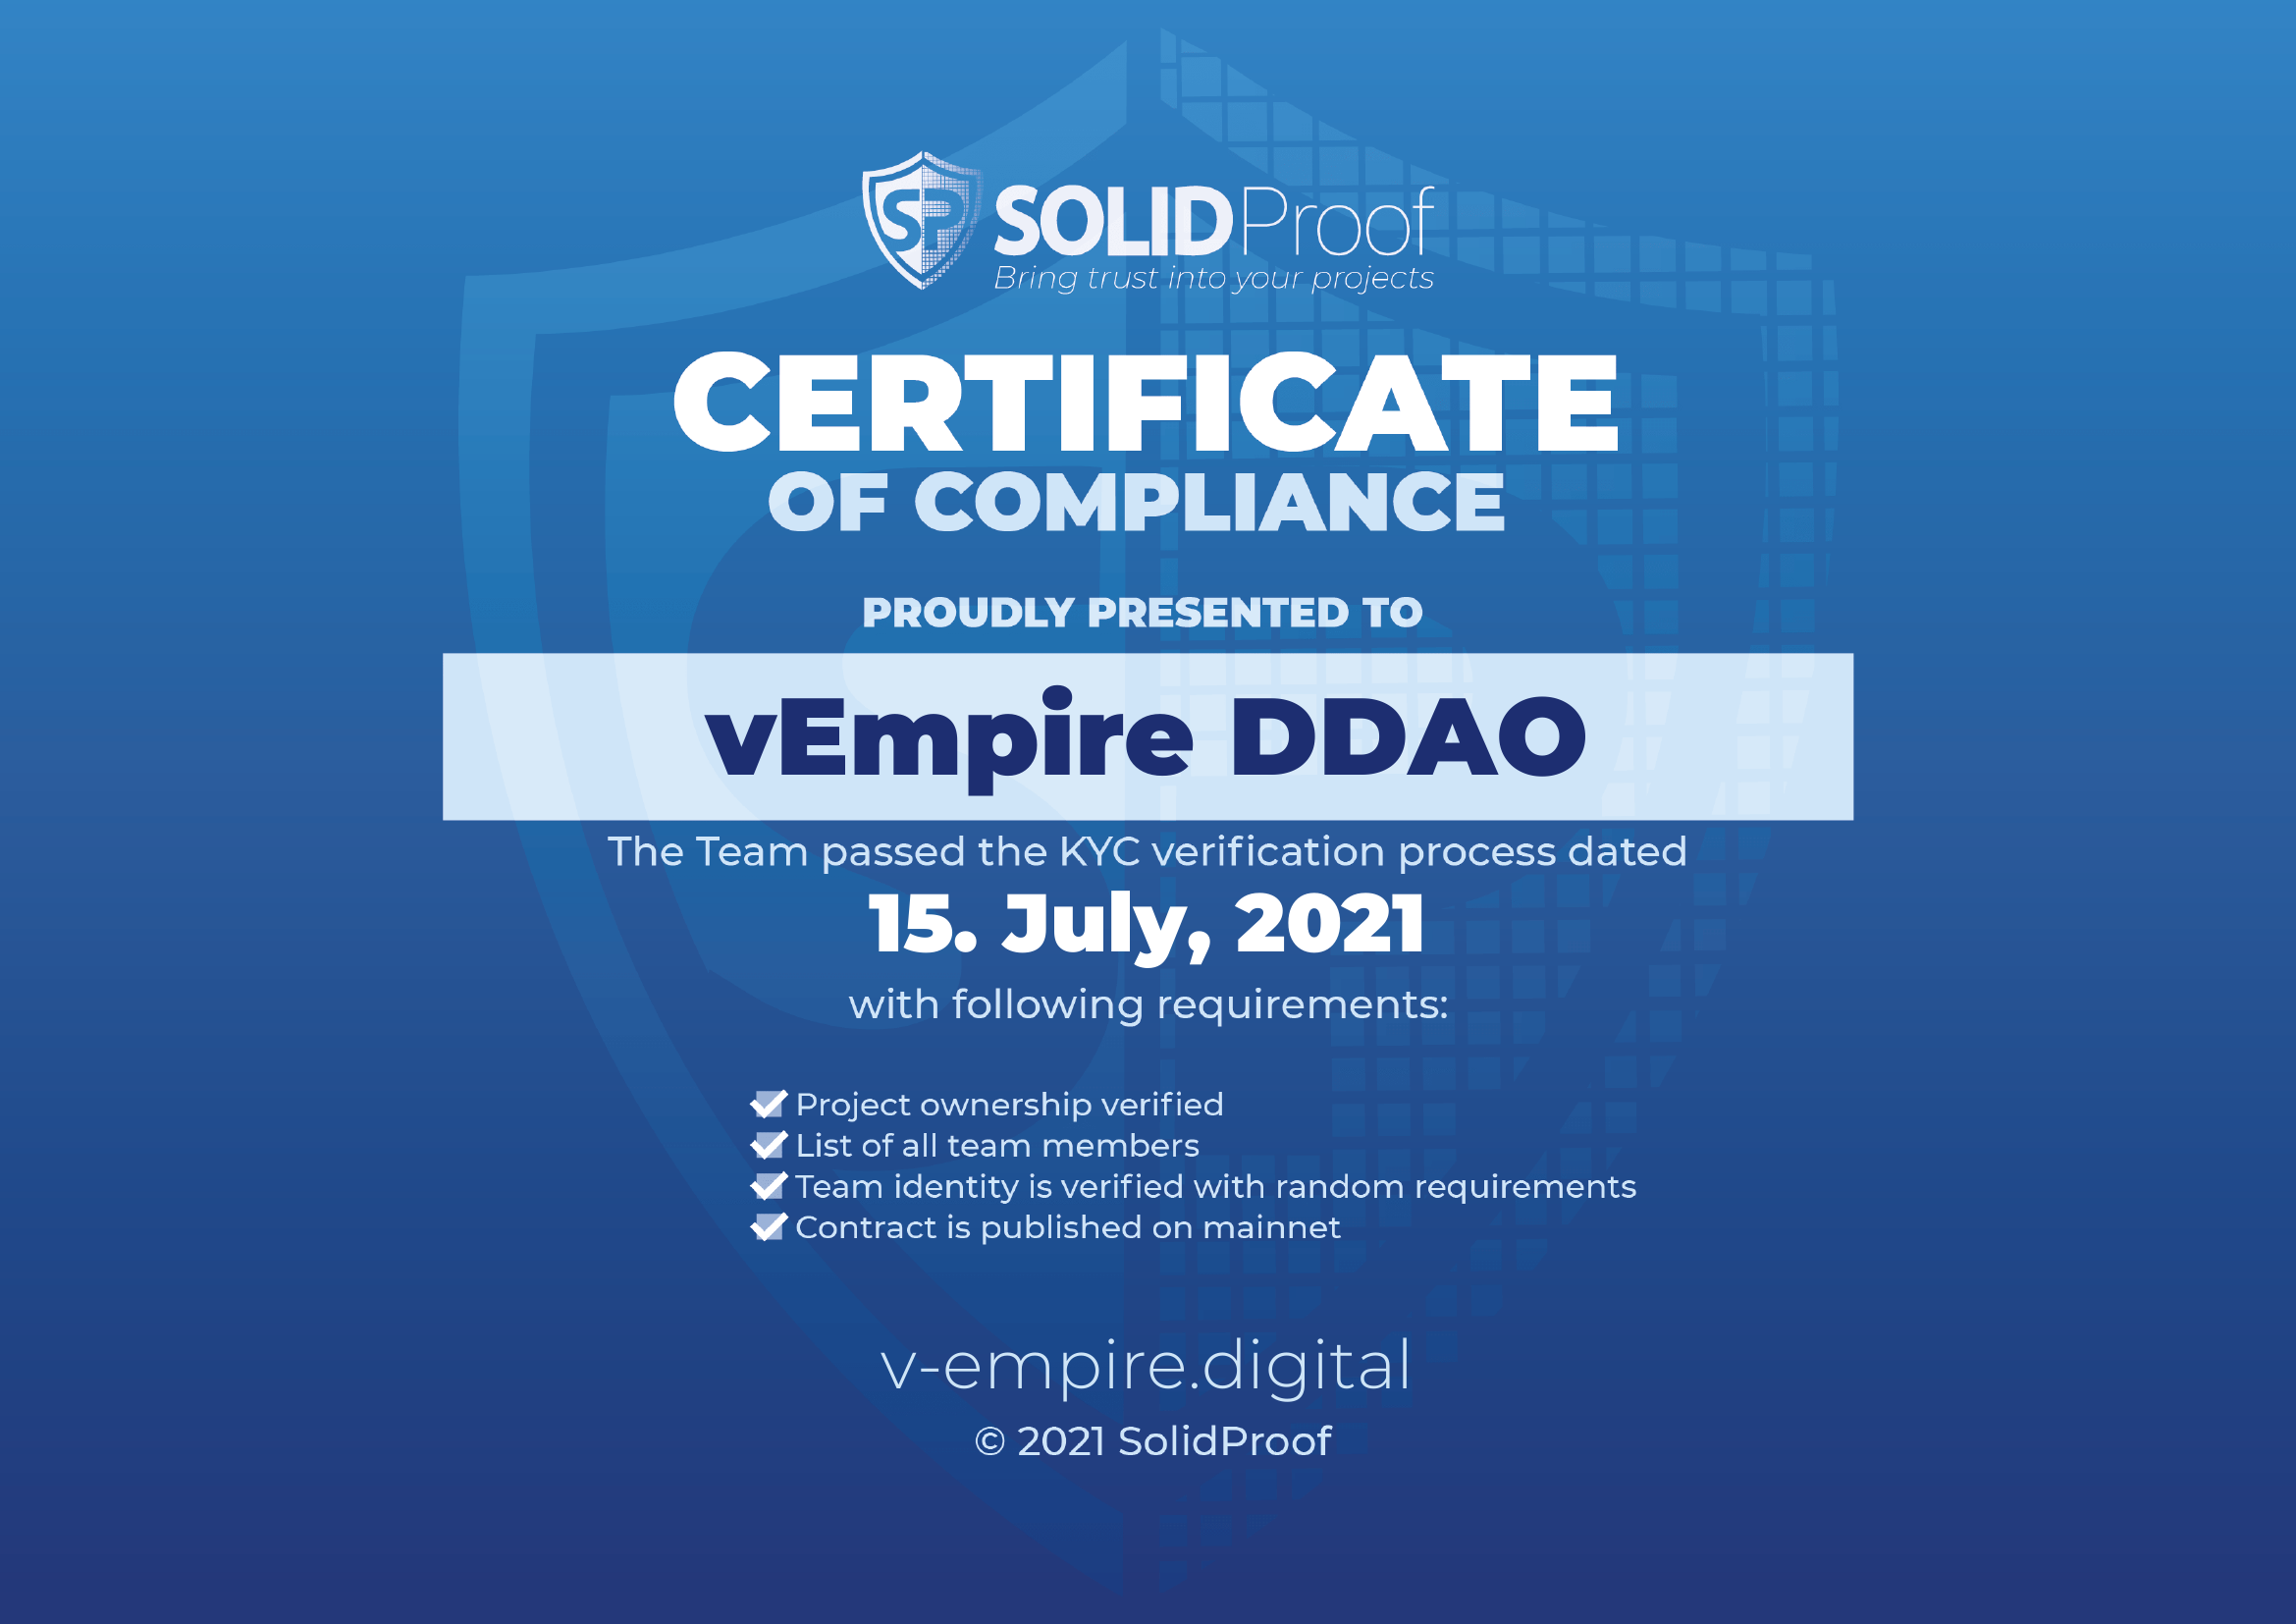 SP SOLIDProof
Bring trust into your projects
CERTIFICATE
OF COMPLIANCE
PROUDLY PRESENTED TO
vEmpire DDAO
The Team passed the KYC verification process dated
15. July, 2021
with following requirements:
Project ownership verified
List of all team members
Team identity is verified with random requirements
Contract is published on mainnet
v-empire.digital
© 2021 SolidProof